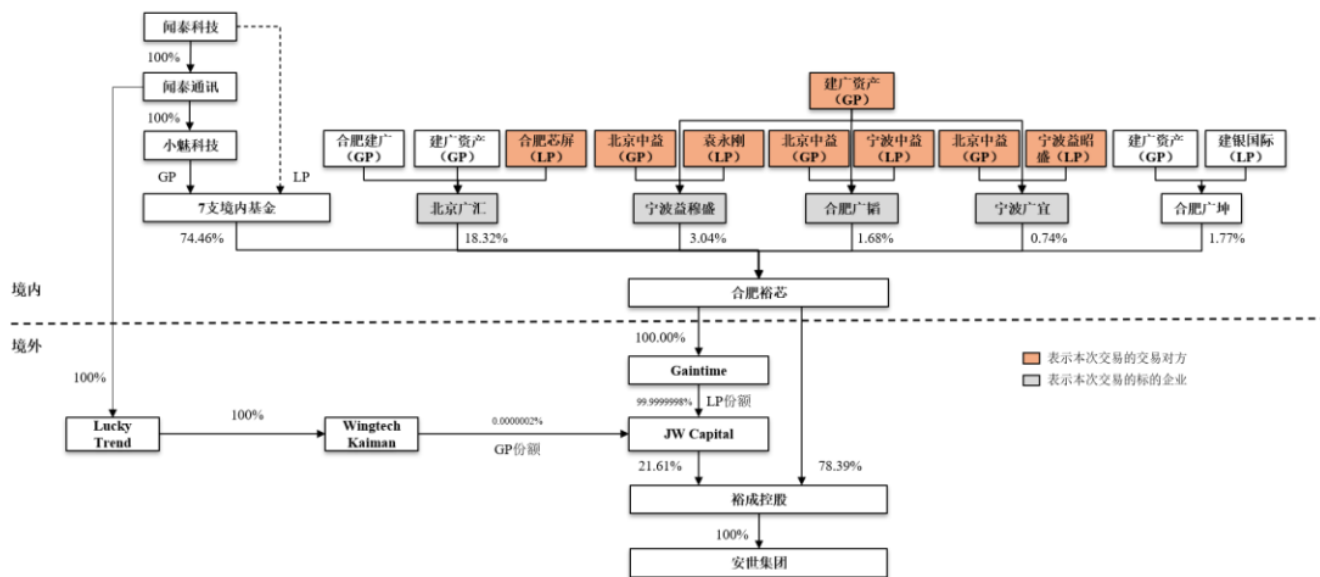 闻泰科技
100%
闻泰通讯
100%
小魅科技
GP
LP
7支境内基金
建广资产
（GP）
合肥建广
（GP）
建广资产
（GP）
合肥芯屏
（LP）
北京中益
（GP）
袁永刚
（LP）
北京中益
（GP）
宁波中益
（LP）
北京中益
（GP）
宁波益昭
盛（LP）
建广资产
（GP）
建银国际
（LP）
北京广汇
宁波益穆盛
合肥广韬
宁波广宜
合肥广坤
74.46%
18.32%
3.04%
1.68%
0.74%
1.77%
合肥裕芯
境内
境外
100.00%
Gaintime
表示本次交易的交易对方
表示本次交易的标的企业
100%
99.9999998%
LP份额
Lucky
Trend
100%
Wingtech
Kaiman
0.0000002%
GP份额
JW Capital
21.61%
78.39%
裕成控股
100%
安世集团